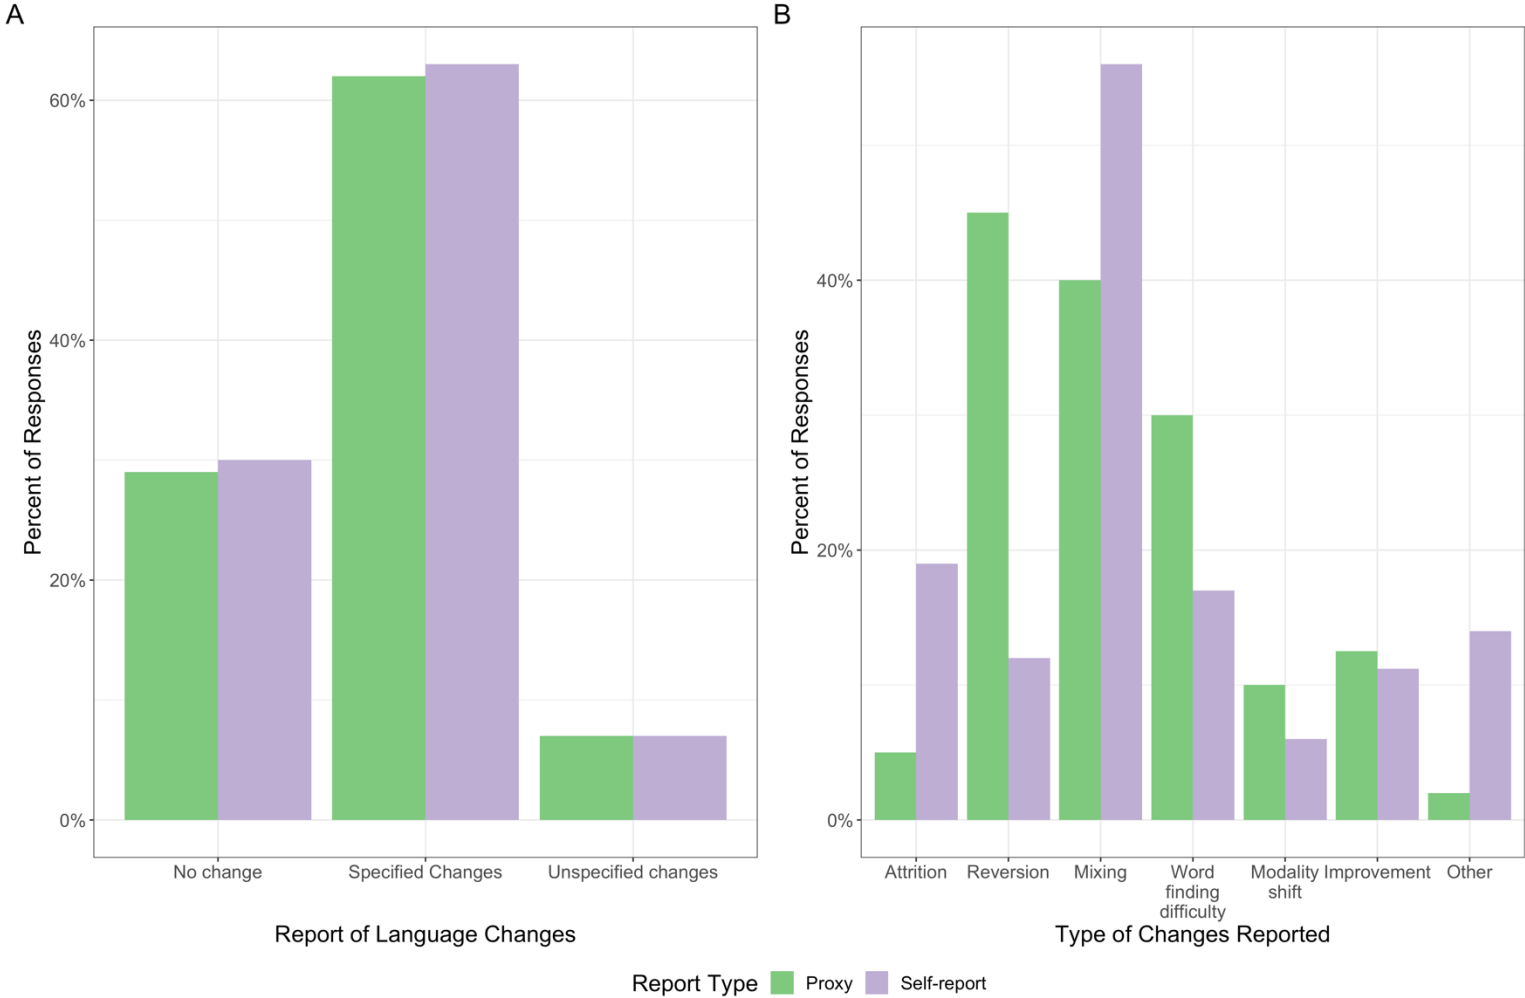 A
Percent of Responses
60%
40%
20%
0%
No change
Specified Changes
Unspecified changes
Report of Language Changes
B
Percent of Responses
40%
20%
0%
Attrition
Reversion
Mixing
Word
finding
difficulty
Modality
shift
Improvement
Other
Type of Changes Reported
Report Type
Proxy
Self-report